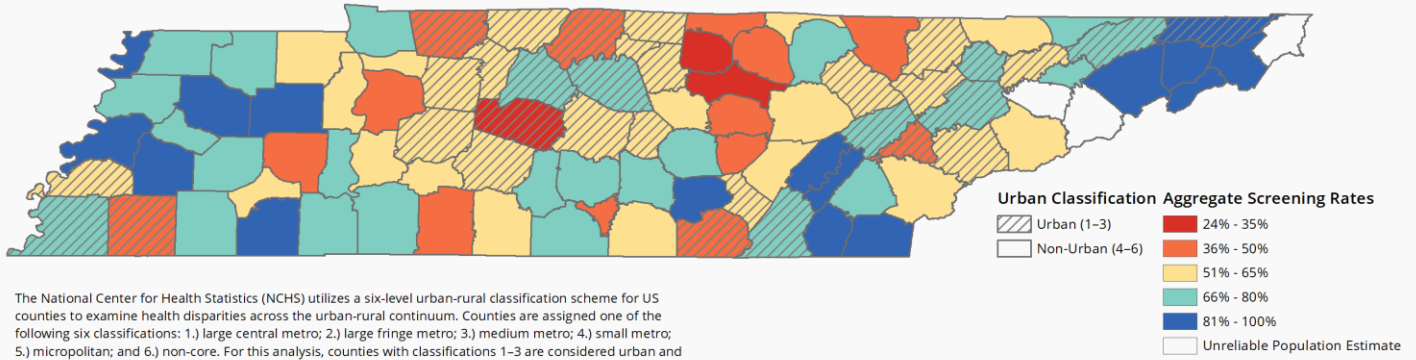 Urban Classification
Urban (1–3)
Non-Urban (4–6)
Aggregate Screening Rates
24% - 35%
36% - 50%
51% - 65%
66% - 80%
81% - 100%
Unreliable Population Estimate
The National Center for Health Statistics (NCHS) utilizes a six-level urban-rural classification scheme for US
counties to examine health disparities across the urban-rural continuum. Counties are assigned one of the
following six classifications: 1.) large central metro; 2.) large fringe metro; 3.) medium metro; 4.) small metro;
5.) micropolitan; and 6.) non-core. For this analysis, counties with classifications 1–3 are considered urban and